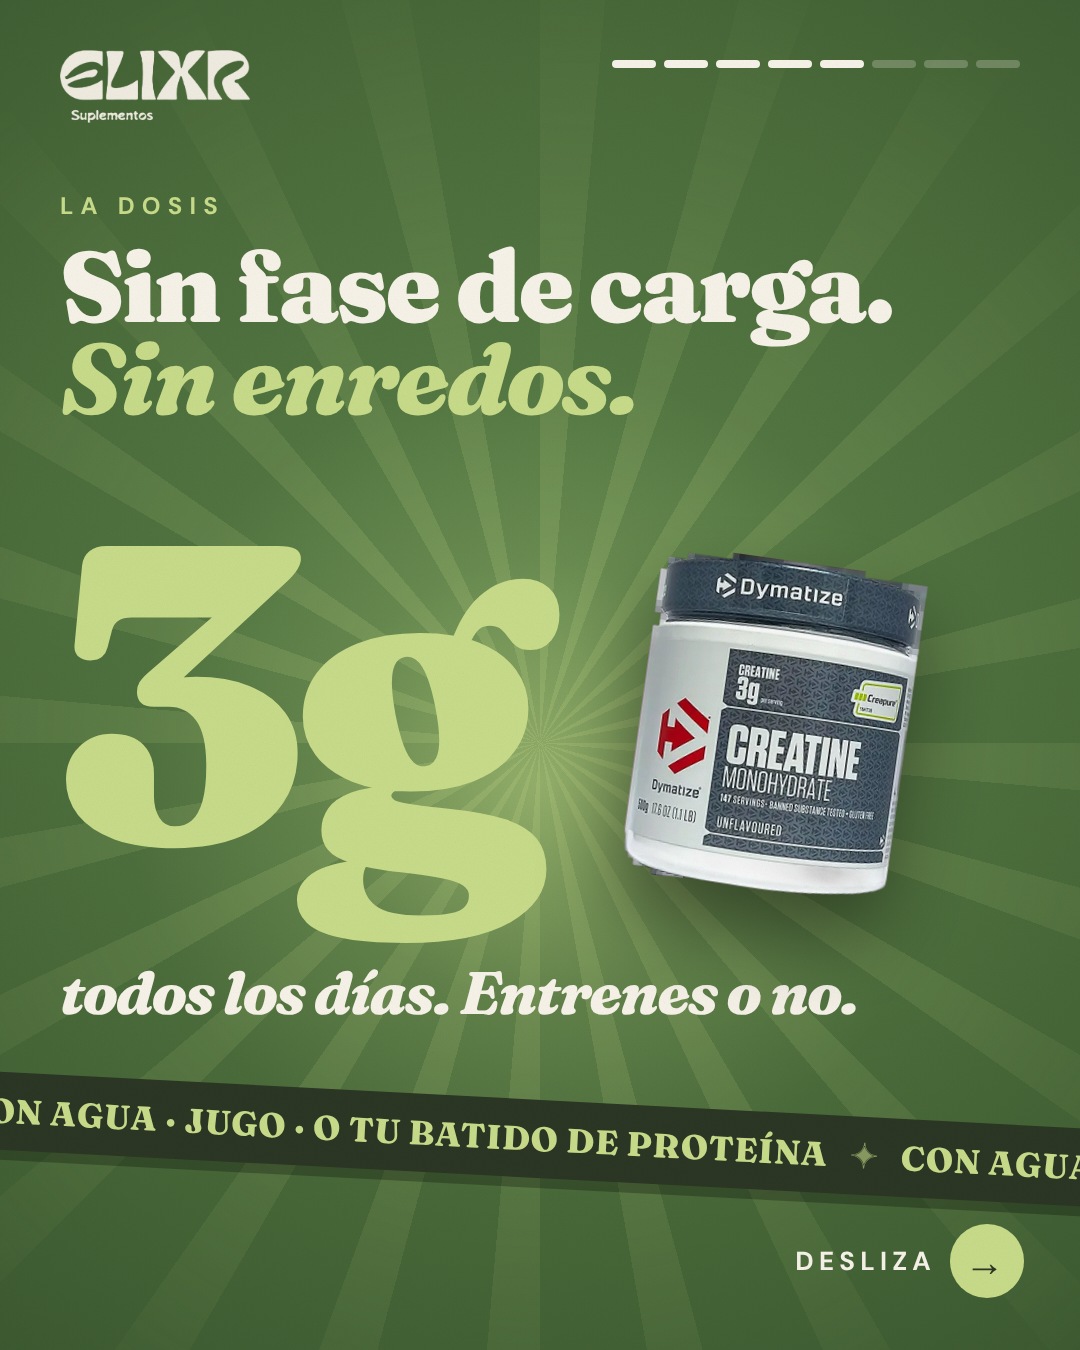 ELIXR
Suplementos
LA DOSIS
Sin fase de carga.
Sin enredos.
3g
Dymatize
CREATINE
3g per serving
Creapure
CREATINE
MONOHYDRATE
147 SERVINGS • BANNED SUBSTANCE TESTED • GLUTEN FREE
Dymatize
500g 17.6 OZ (1.1 LB)
UNFLAVOURED
todos los días. Entrenes o no.
ON AGUA · JUGO · O TU BATIDO DE PROTEÍNA ✦ CON AGUA
DESLIZA →